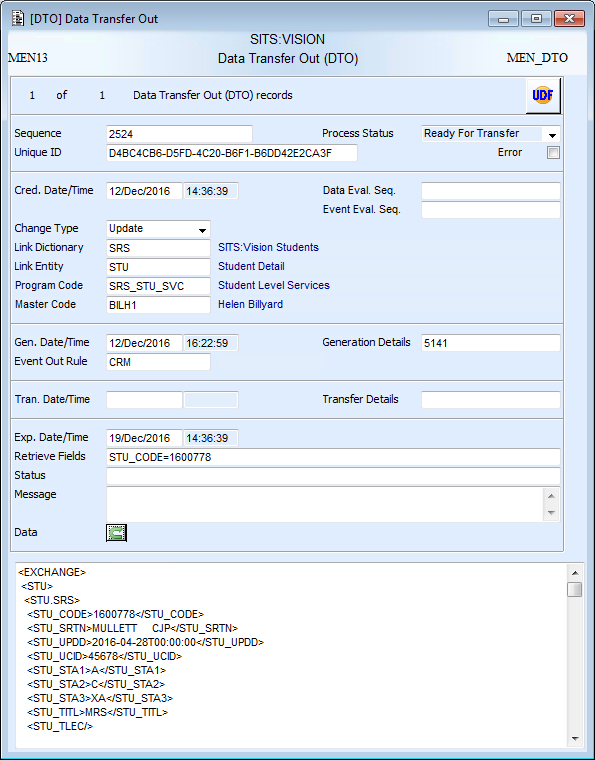 [DTO] Data Transfer Out
SITS:VISION
MEN13 Data Transfer Out (DTO) MEN_DTO
1 of 1 Data Transfer Out (DTO) records UDF
Sequence 2524 Process Status Ready For Transfer
Unique ID D4BC4CB6-D5FD-4C20-B6F1-B6DD42E2CA3F Error
Cred. Date/Time 12/Dec/2016 14:36:39 Data Eval. Seq.
Event Eval. Seq.
Change Type Update
Link Dictionary SRS SITS:Vision Students
Link Entity STU Student Detail
Program Code SRS_STU_SVC Student Level Services
Master Code BILH1 Helen Billyard
Gen. Date/Time 12/Dec/2016 16:22:59 Generation Details 5141
Event Out Rule CRM
Tran. Date/Time Transfer Details
Exp. Date/Time 19/Dec/2016 14:36:39
Retrieve Fields STU_CODE=1600778
Status
Message
Data
<EXCHANGE>
<STU>
<STU.SRS>
<STU_CODE>1600778</STU_CODE>
<STU_SRTN>MULLETT CJP</STU_SRTN>
<STU_UPDD>2016-04-28T00:00:00</STU_UPDD>
<STU_UCID>45678</STU_UCID>
<STU_STA1>A</STU_STA1>
<STU_STA2>C</STU_STA2>
<STU_STA3>XA</STU_STA3>
<STU_TITL>MRS</STU_TITL>
<STU_TLEC/>